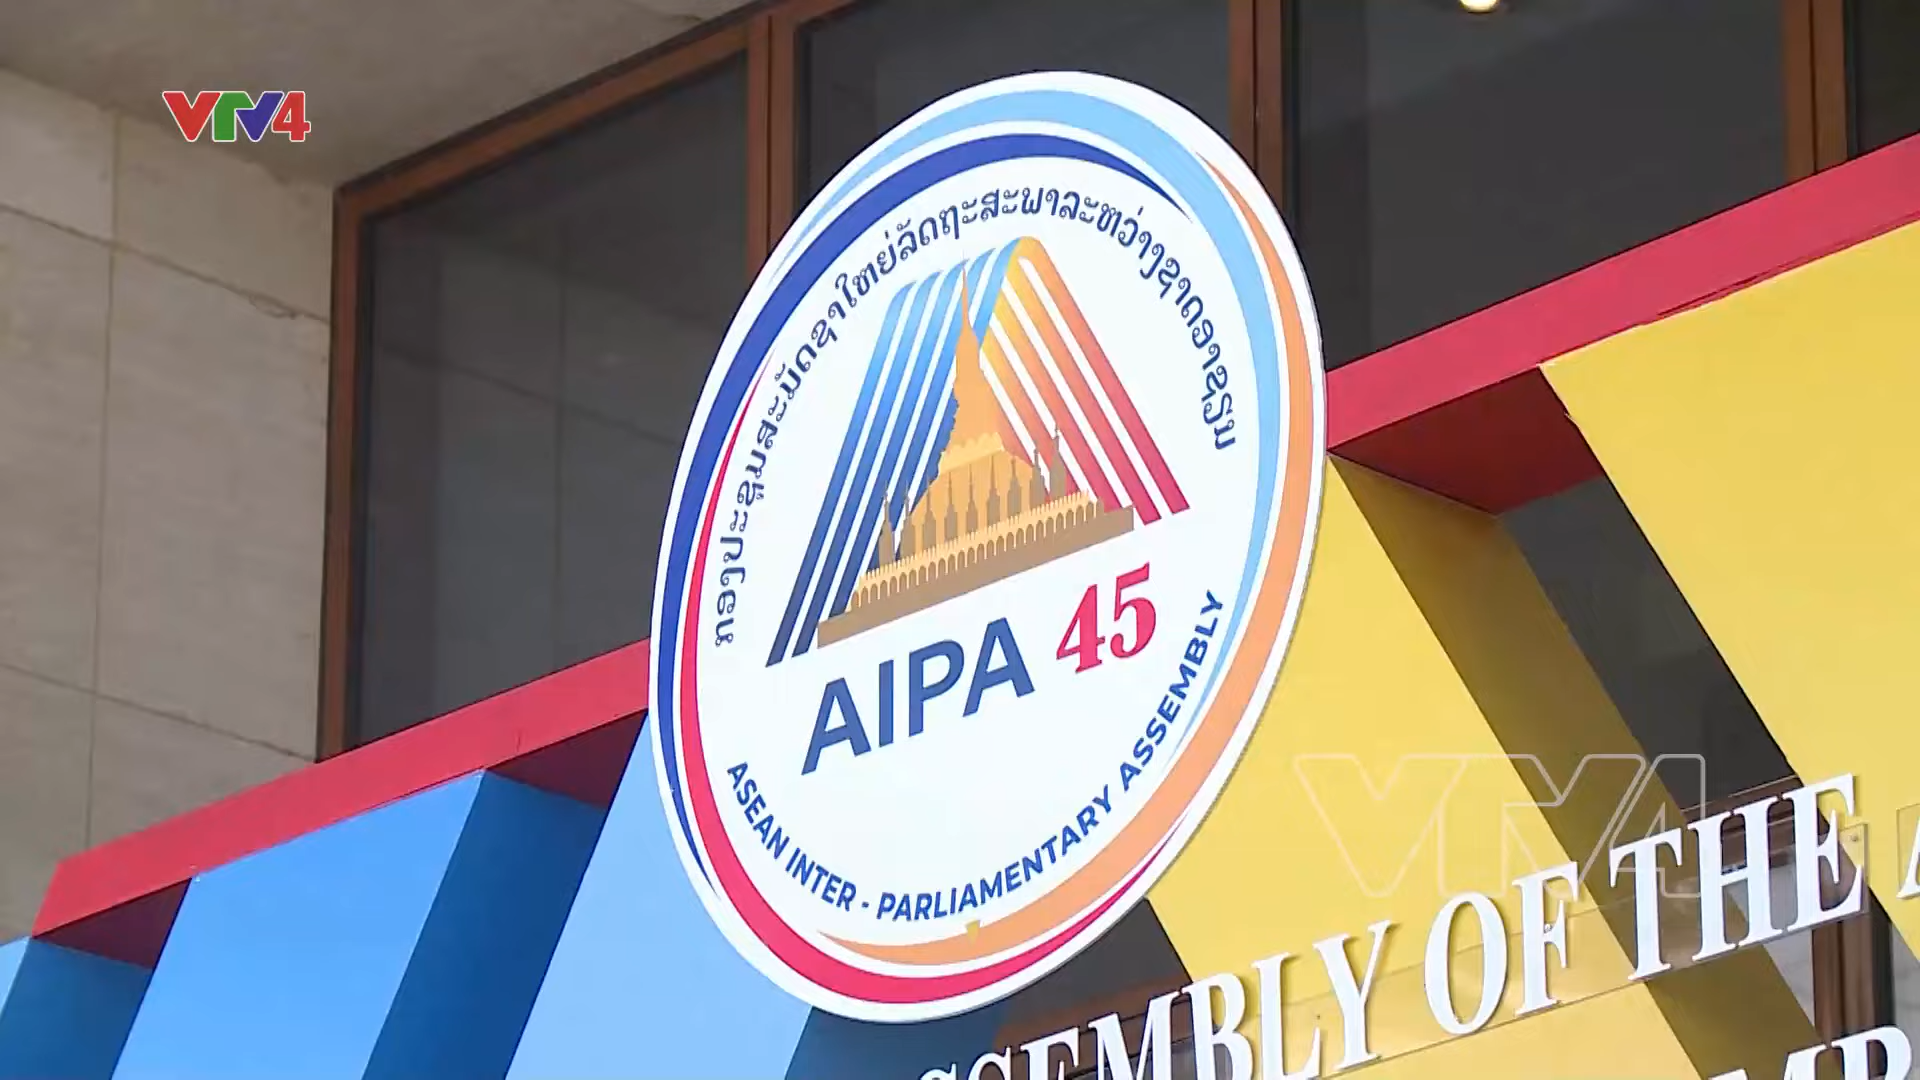 VTV4
ກອງປະຊຸມສະມັດຊາໃຫຍ່ລັດຖະສະພາລະຫວ່າງຊາດອາຊຽນ
AIPA 45
ASEAN INTER - PARLIAMENTARY ASSEMBLY
VTV4
SSEMBLY OF THE A